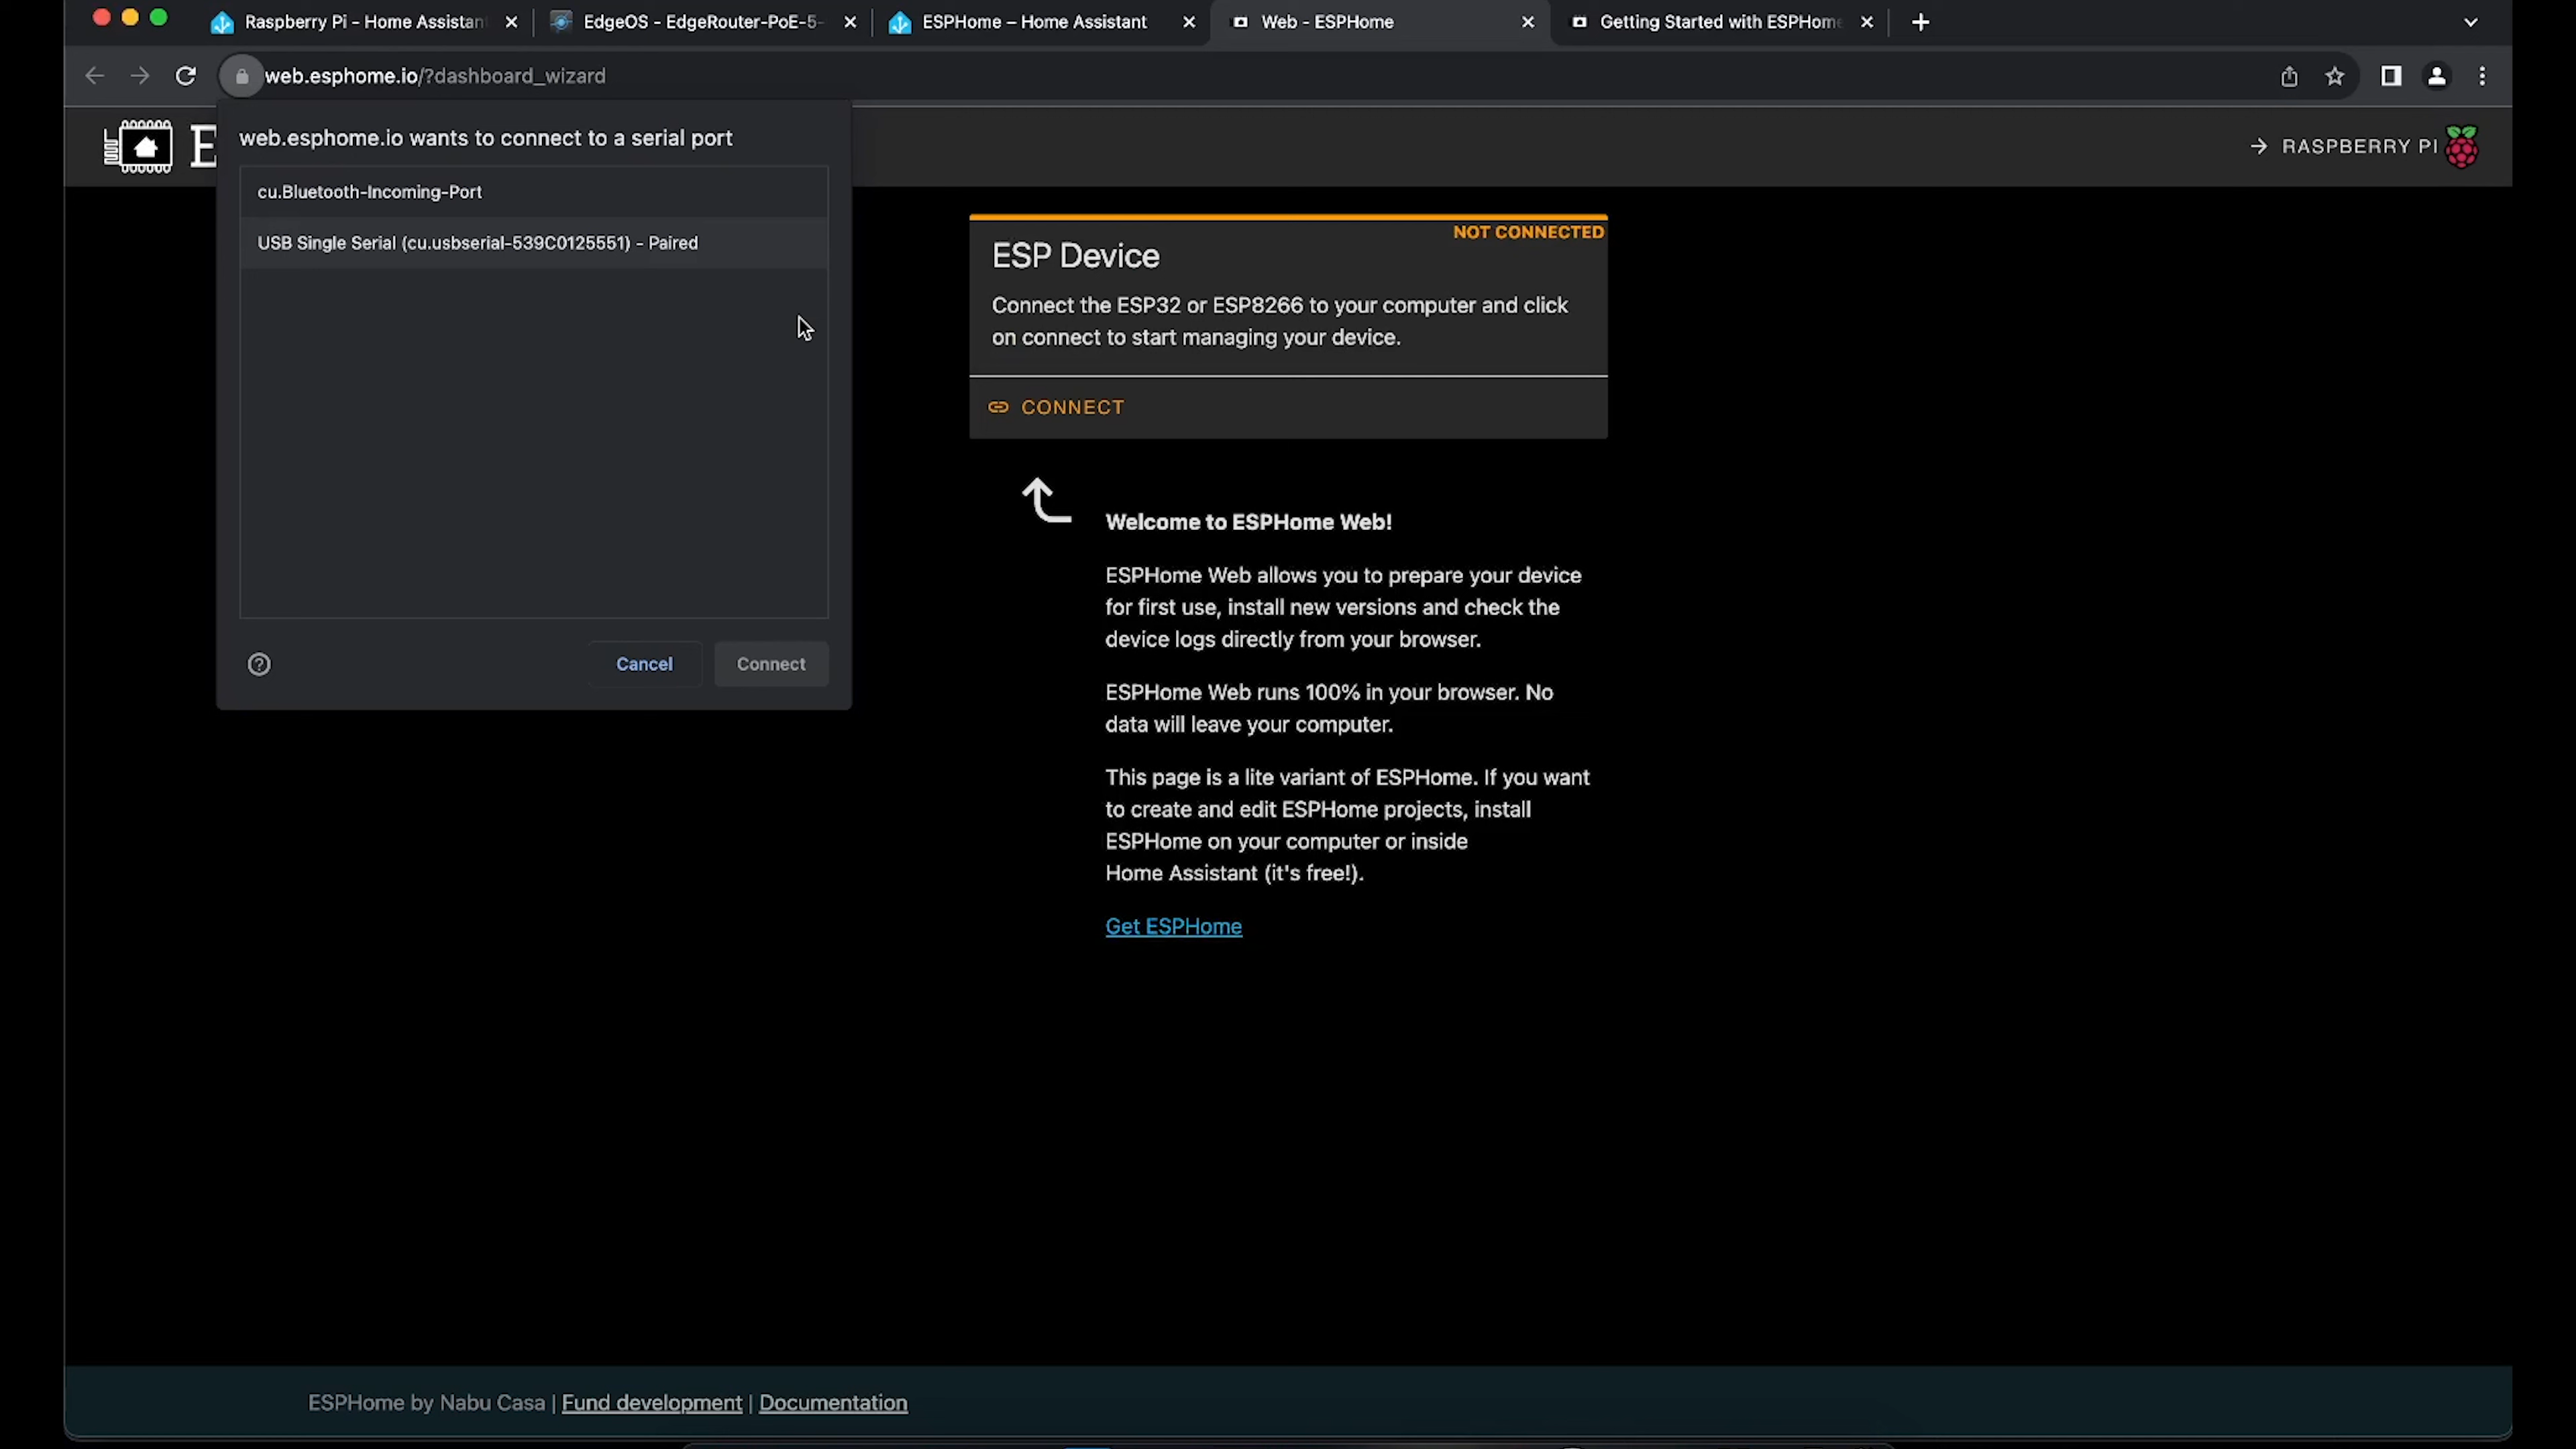 Raspberry Pi - Home Assistan
EdgeOS - EdgeRouter-PoE-5-
ESPHome – Home Assistant
Web - ESPHome
Getting Started with ESPHome
web.esphome.io/?dashboard_wizard
E
RASPBERRY PI
web.esphome.io wants to connect to a serial port
cu.Bluetooth-Incoming-Port
USB Single Serial (cu.usbserial-539C0125551) - Paired
Cancel
Connect
NOT CONNECTED
ESP Device
Connect the ESP32 or ESP8266 to your computer and click
on connect to start managing your device.
CONNECT
Welcome to ESPHome Web!
ESPHome Web allows you to prepare your device
for first use, install new versions and check the
device logs directly from your browser.
ESPHome Web runs 100% in your browser. No
data will leave your computer.
This page is a lite variant of ESPHome. If you want
to create and edit ESPHome projects, install
ESPHome on your computer or inside
Home Assistant (it's free!).
Get ESPHome
ESPHome by Nabu Casa | Fund development | Documentation